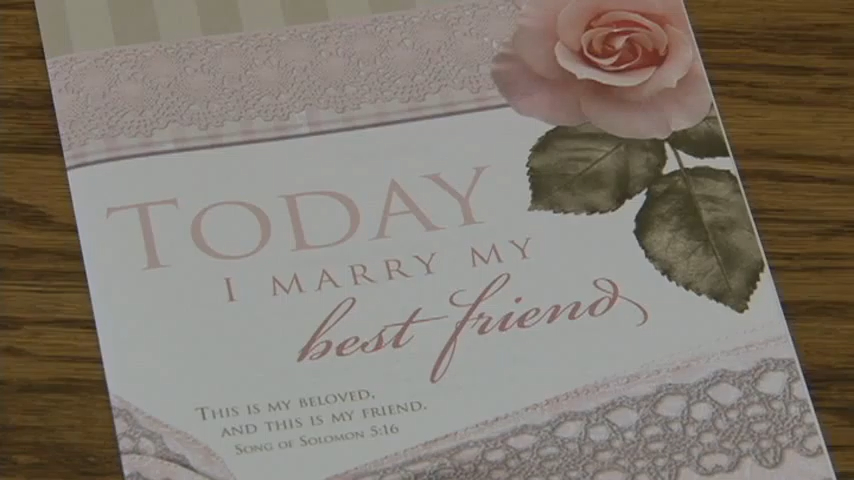 TODAY
I MARRY MY
best friend
THIS IS MY BELOVED,
AND THIS IS MY FRIEND.
SONG OF SOLOMON 5:16